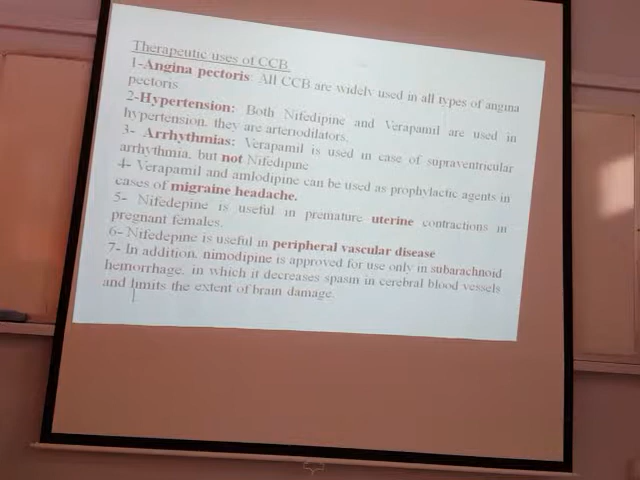 Therapeutic uses of CCB
1-Angina pectoris: All CCB are widely used in all types of angina
pectoris
2-Hypertension: Both Nifedipine and Verapamil are used in
hypertension, they are arteriodilators.
3- Arrhythmias: Verapamil is used in case of supraventricular
arrhythmia, but not Nifedipine
4- Verapamil and amlodipine can be used as prophylactic agents in
cases of migraine headache.
5- Nifedepine is useful in premature uterine contractions in
pregnant females.
6- Nifedepine is useful in peripheral vascular disease
7- In addition, nimodipine is approved for use only in subarachnoid
hemorrhage, in which it decreases spasm in cerebral blood vessels
and limits the extent of brain damage.